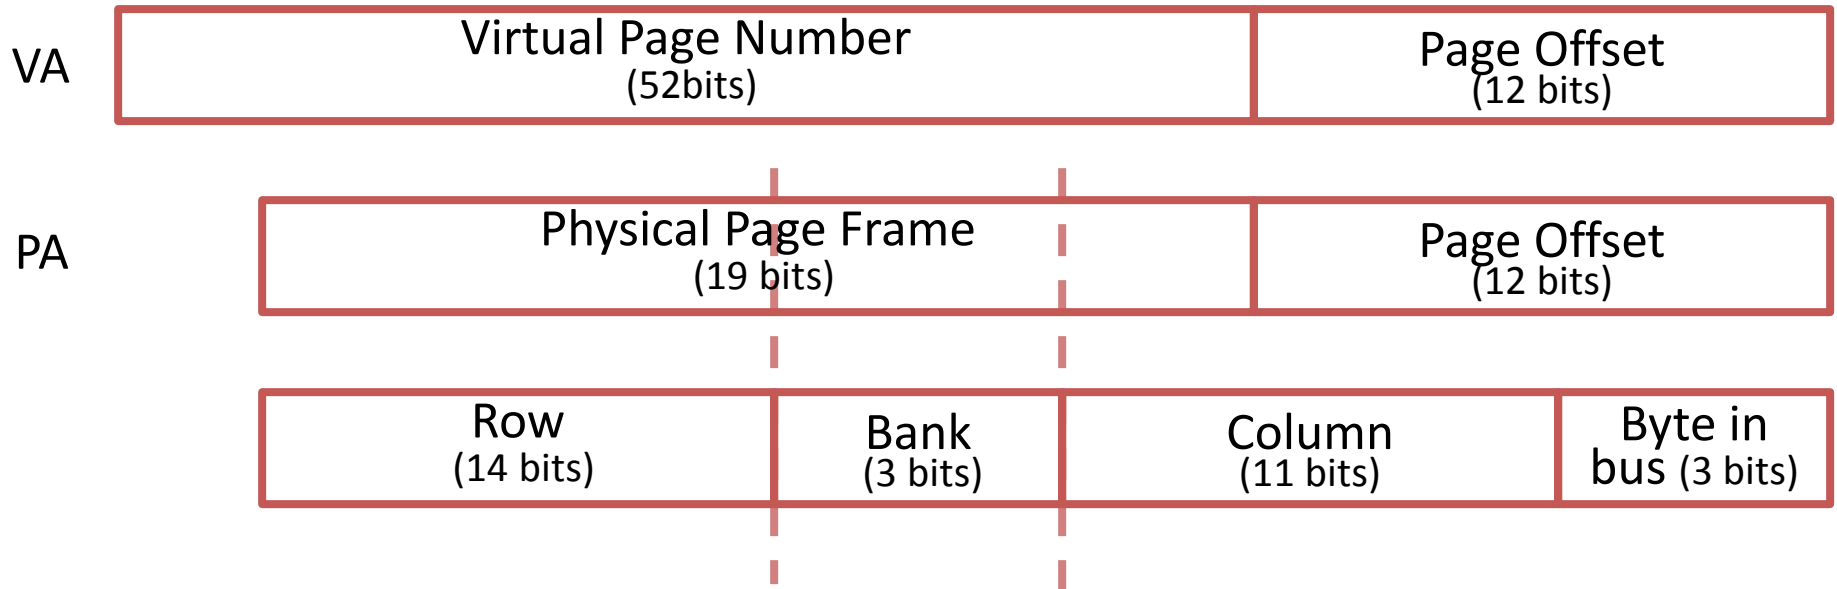 VA
Virtual Page Number
(52bits)
Page Offset
(12 bits)
PA
Physical Page Frame
(19 bits)
Page Offset
(12 bits)
Row
(14 bits)
Bank
(3 bits)
Column
(11 bits)
Byte in
bus (3 bits)